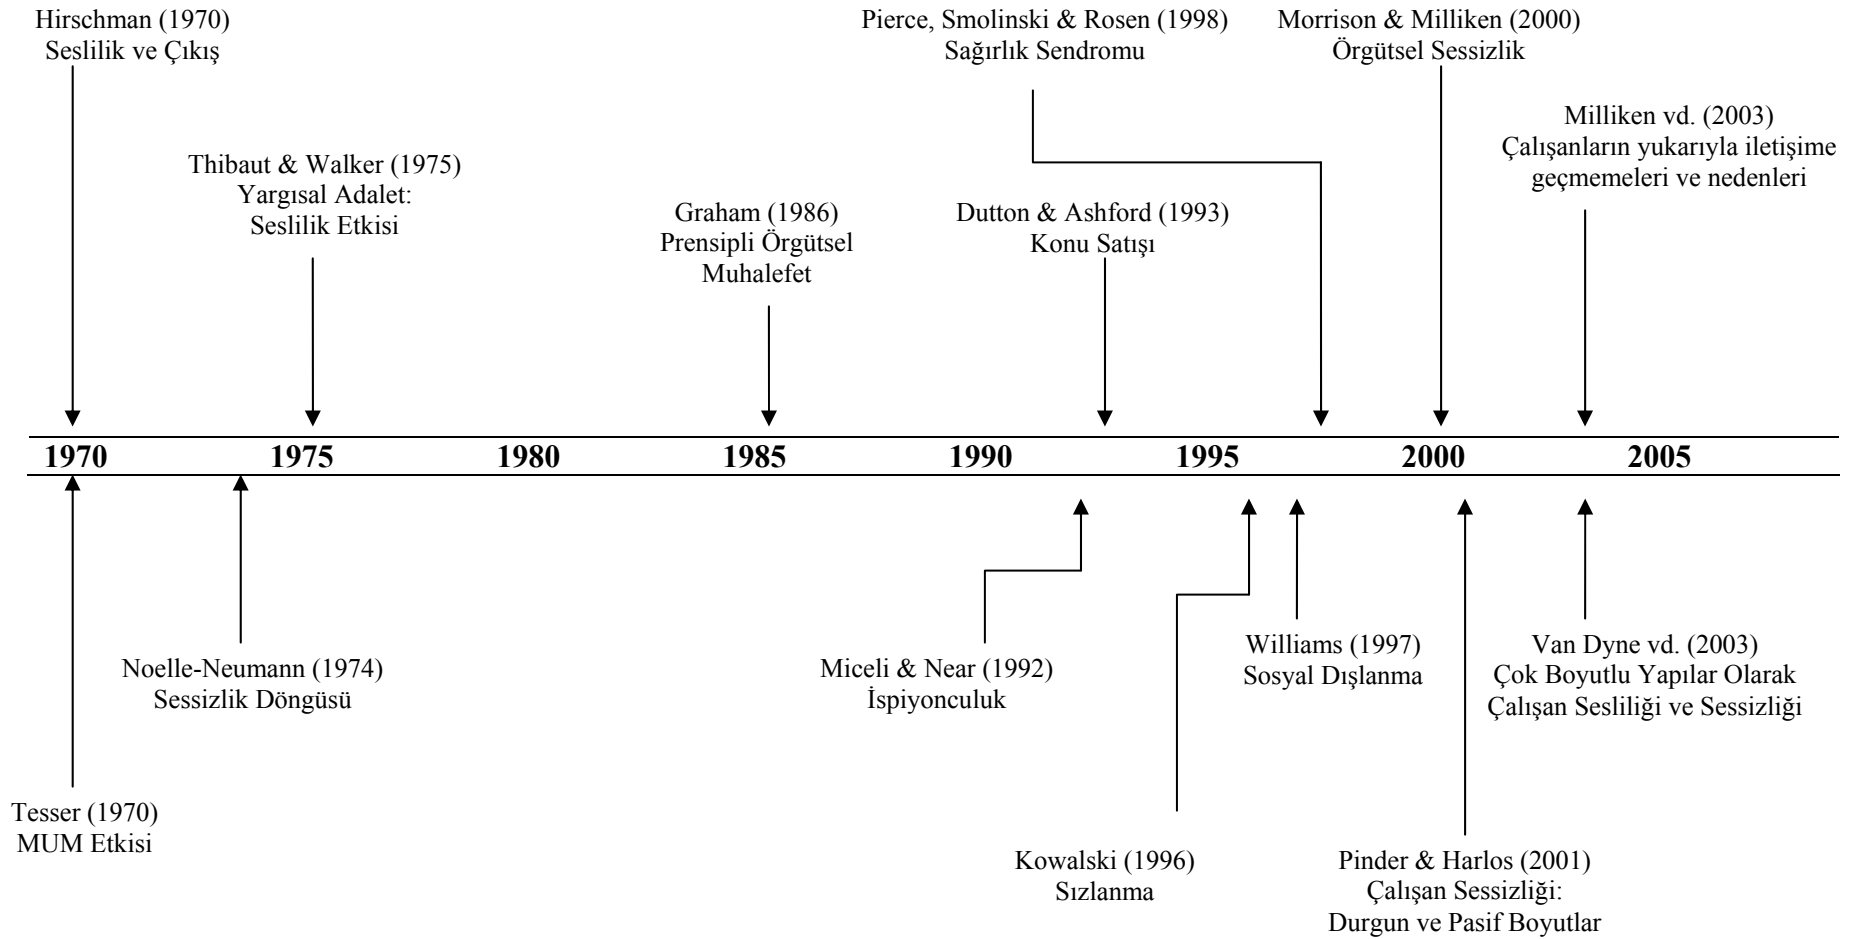 Hirschman (1970)
Seslilik ve Çıkış
Pierce, Smolinski & Rosen (1998)
Sağırlık Sendromu
Morrison & Milliken (2000)
Örgütsel Sessizlik
Milliken vd. (2003)
Çalışanların yukarıyla iletişime
geçmemeleri ve nedenleri
Thibaut & Walker (1975)
Yargısal Adalet:
Seslilik Etkisi
Graham (1986)
Prensipli Örgütsel
Muhalefet
Dutton & Ashford (1993)
Konu Satışı
1970 1975 1980 1985 1990 1995 2000 2005
Noelle-Neumann (1974)
Sessizlik Döngüsü
Miceli & Near (1992)
İspiyonculuk
Williams (1997)
Sosyal Dışlanma
Van Dyne vd. (2003)
Çok Boyutlu Yapılar Olarak
Çalışan Sesliliği ve Sessizliği
Tesser (1970)
MUM Etkisi
Kowalski (1996)
Sızlanma
Pinder & Harlos (2001)
Çalışan Sessizliği:
Durgun ve Pasif Boyutlar